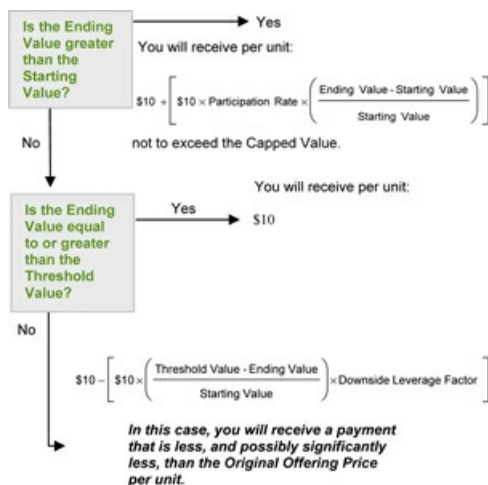 Is the Ending
Value greater
than the
Starting
Value?
Yes
You will receive per unit:
$10 + [ $10 × Participation Rate × ( Ending Value - Starting Value
Starting Value ) ]
No
not to exceed the Capped Value.
Is the Ending
Value equal
to or greater
than the
Threshold
Value?
Yes
You will receive per unit:
$10
No
$10 – [ $10 × ( Threshold Value - Ending Value
Starting Value ) × Downside Leverage Factor ]
In this case, you will receive a payment
that is less, and possibly significantly
less, than the Original Offering Price
per unit.